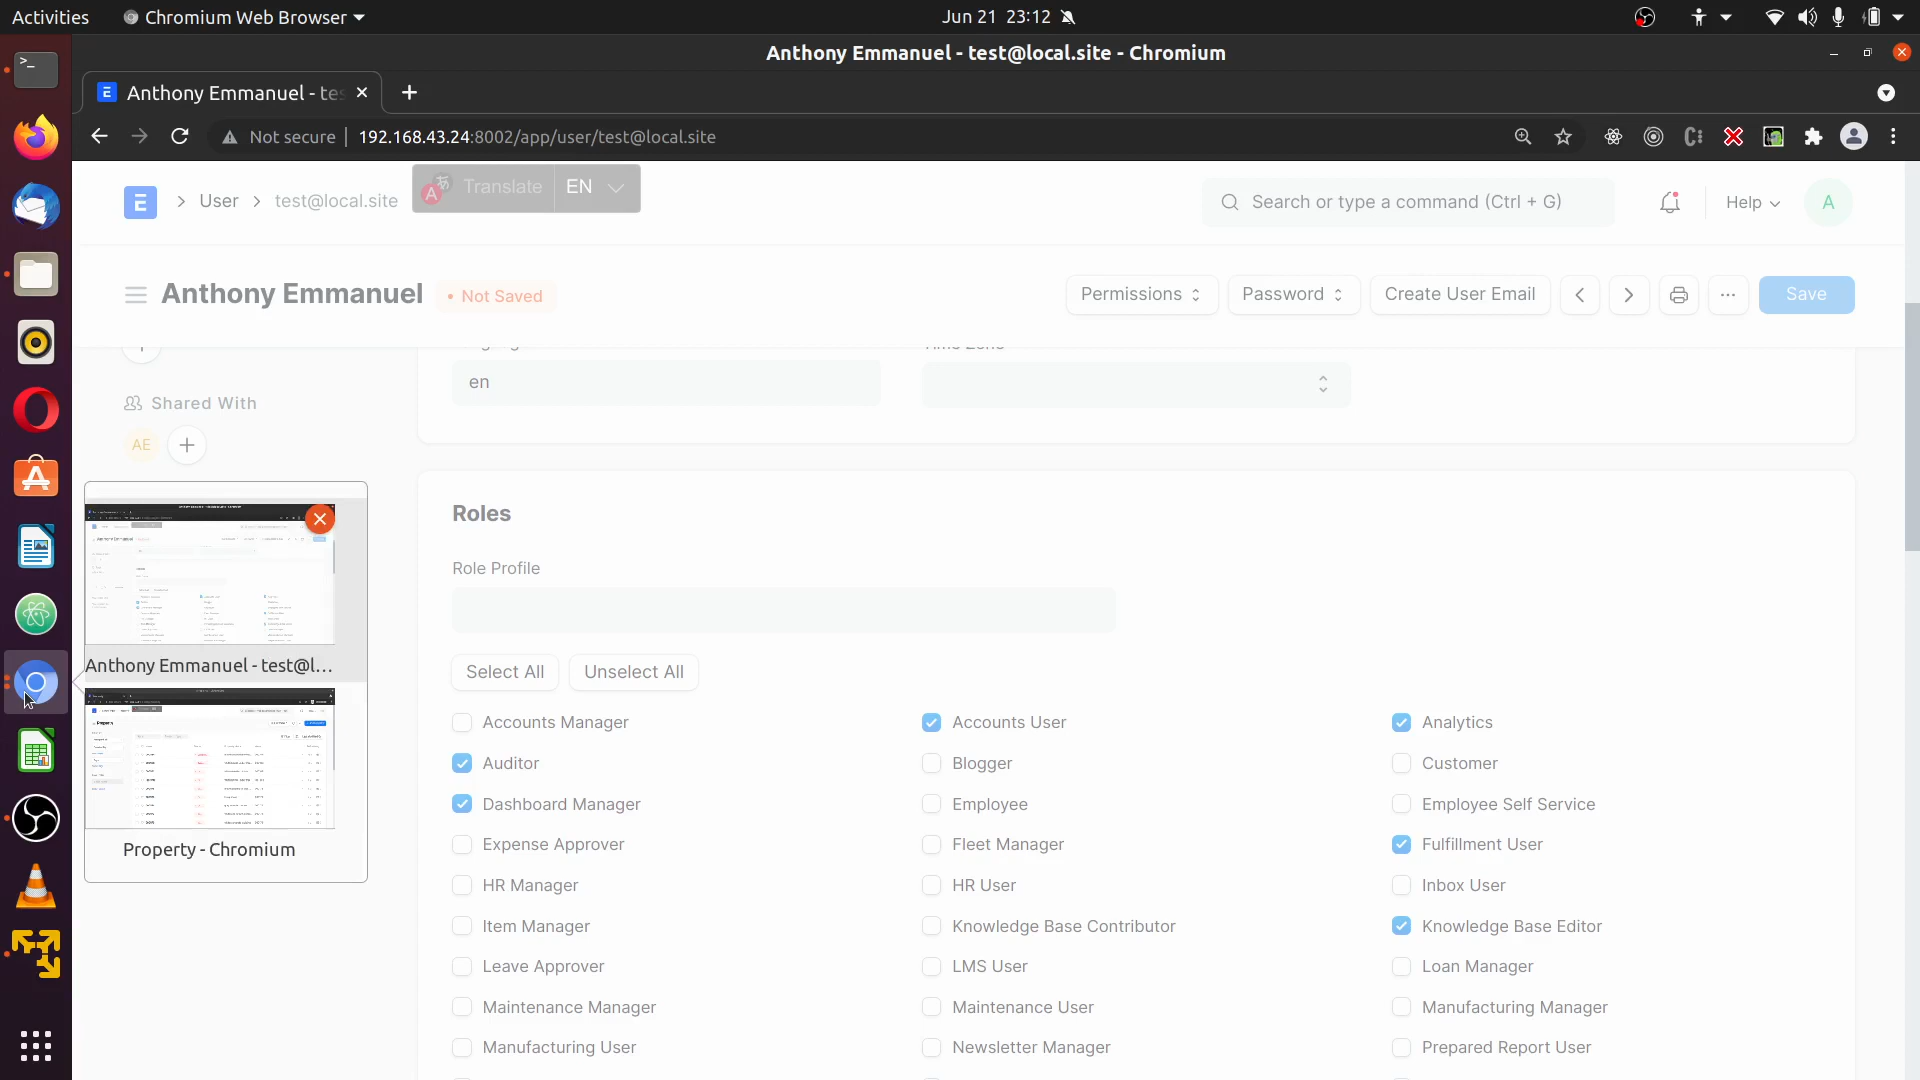 Activities
Chromium Web Browser
Jun 21 23:12
Anthony Emmanuel - test@local.site - Chromium
Anthony Emmanuel - tes
Not secure
192.168.43.24:8002/app/user/test@local.site
User
test@local.site
Translate
EN
Search or type a command (Ctrl + G)
Help
A
Anthony Emmanuel
• Not Saved
Permissions
Password
Create User Email
Save
en
Shared With
AE
Roles
Role Profile
Select All
Unselect All
Anthony Emmanuel - test@l...
Property - Chromium
Accounts Manager
Accounts User
Analytics
Auditor
Blogger
Customer
Dashboard Manager
Employee
Employee Self Service
Expense Approver
Fleet Manager
Fulfillment User
HR Manager
HR User
Inbox User
Item Manager
Knowledge Base Contributor
Knowledge Base Editor
Leave Approver
LMS User
Loan Manager
Maintenance Manager
Maintenance User
Manufacturing Manager
Manufacturing User
Newsletter Manager
Prepared Report User